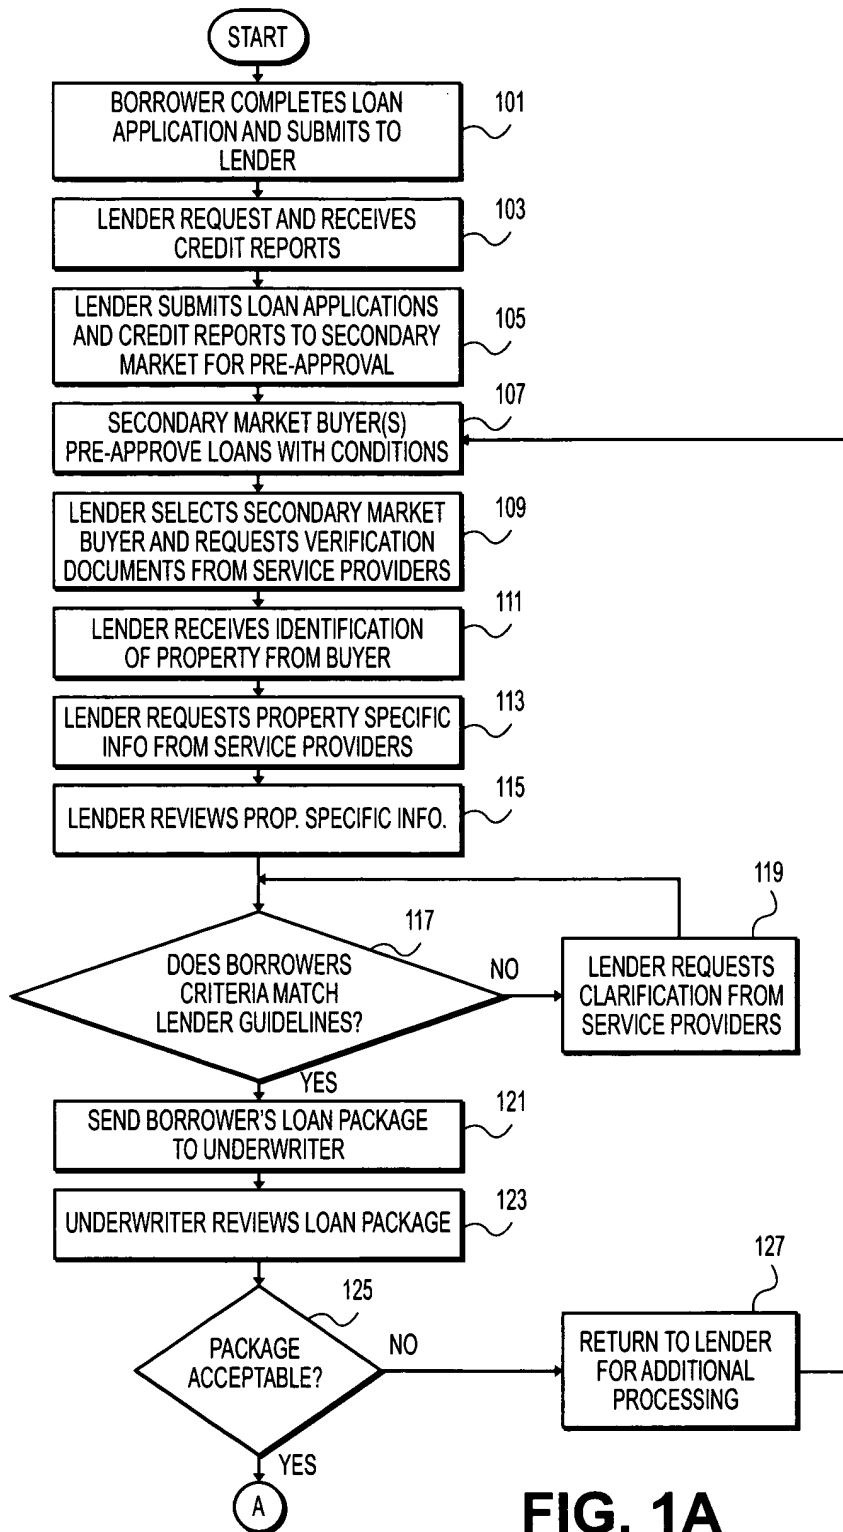 START
BORROWER COMPLETES LOAN
APPLICATION AND SUBMITS TO
LENDER
101
LENDER REQUEST AND RECEIVES
CREDIT REPORTS
103
LENDER SUBMITS LOAN APPLICATIONS
AND CREDIT REPORTS TO SECONDARY
MARKET FOR PRE-APPROVAL
105
SECONDARY MARKET BUYER(S)
PRE-APPROVE LOANS WITH CONDITIONS
107
LENDER SELECTS SECONDARY MARKET
BUYER AND REQUESTS VERIFICATION
DOCUMENTS FROM SERVICE PROVIDERS
109
LENDER RECEIVES IDENTIFICATION
OF PROPERTY FROM BUYER
111
LENDER REQUESTS PROPERTY SPECIFIC
INFO FROM SERVICE PROVIDERS
113
LENDER REVIEWS PROP. SPECIFIC INFO.
115
DOES BORROWERS
CRITERIA MATCH
LENDER GUIDELINES?
117
NO
LENDER REQUESTS
CLARIFICATION FROM
SERVICE PROVIDERS
119
YES
SEND BORROWER'S LOAN PACKAGE
TO UNDERWRITER
121
UNDERWRITER REVIEWS LOAN PACKAGE
123
PACKAGE
ACCEPTABLE?
125
NO
RETURN TO LENDER
FOR ADDITIONAL
PROCESSING
127
YES
A
FIG. 1A